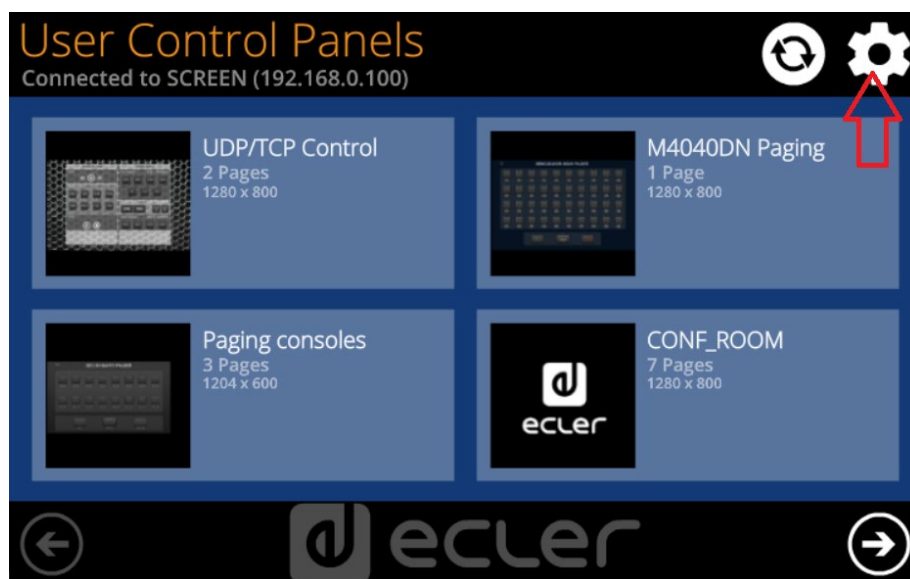 User Control Panels
Connected to SCREEN (192.168.0.100)
UDP/TCP Control
2 Pages
1280 x 800
M4040DN Paging
1 Page
1280 x 800
Paging consoles
3 Pages
1204 x 600
CONF_ROOM
7 Pages
1280 x 800
ecler
ecler